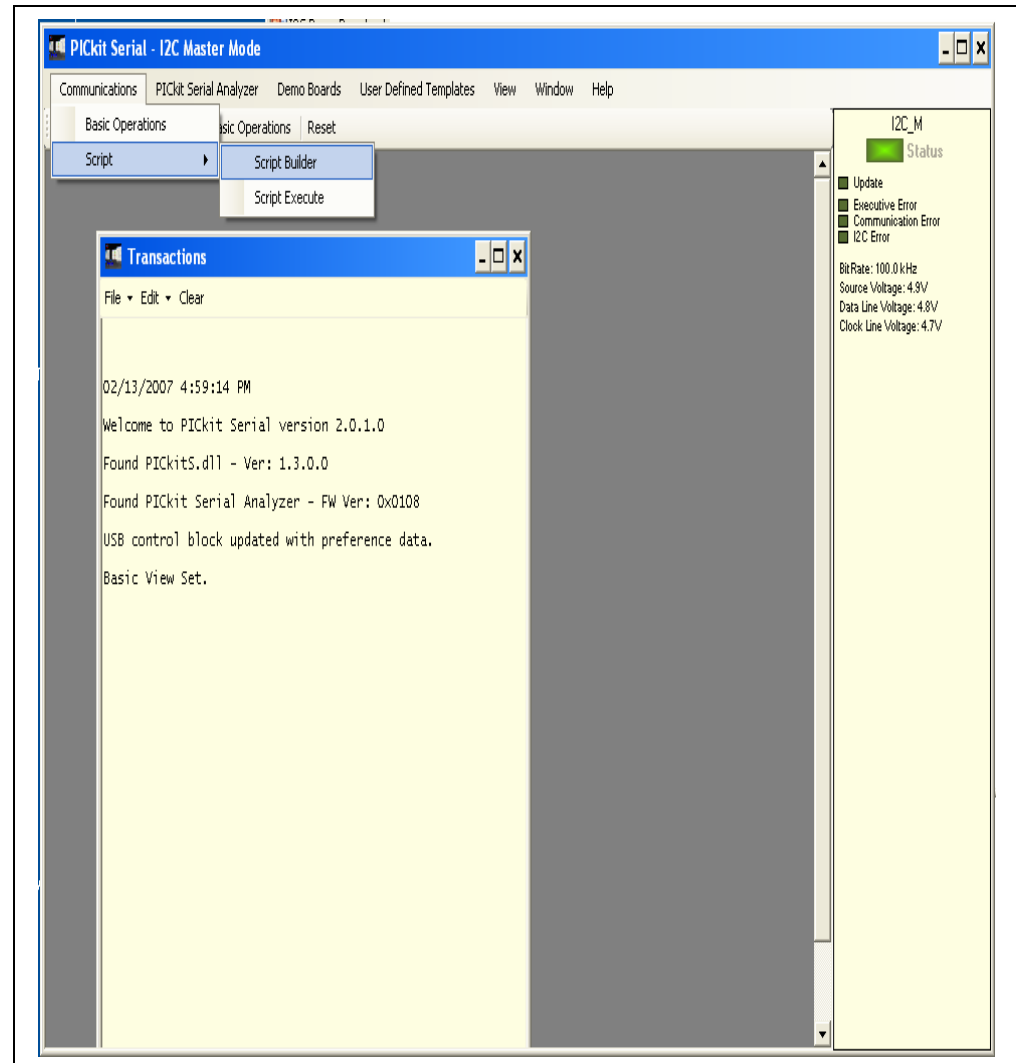 PICkit Serial - I2C Master Mode
Communications PICkit Serial Analyzer Demo Boards User Defined Templates View Window Help
Basic Operations
Operations Reset
Script
Script Builder
Script Execute
Transactions
File Edit Clear
02/13/2007 4:59:14 PM
Welcome to PICkit Serial version 2.0.1.0
Found PICkitS.dll - Ver: 1.3.0.0
Found PICkit Serial Analyzer - FW Ver: 0x0108
USB control block updated with preference data.
Basic View Set.
I2C_M
Status
Update
Executive Error
Communication Error
I2C Error
BitRate: 100.0 kHz
Source Voltage: 4.9V
Data Line Voltage: 4.8V
Clock Line Voltage: 4.7V